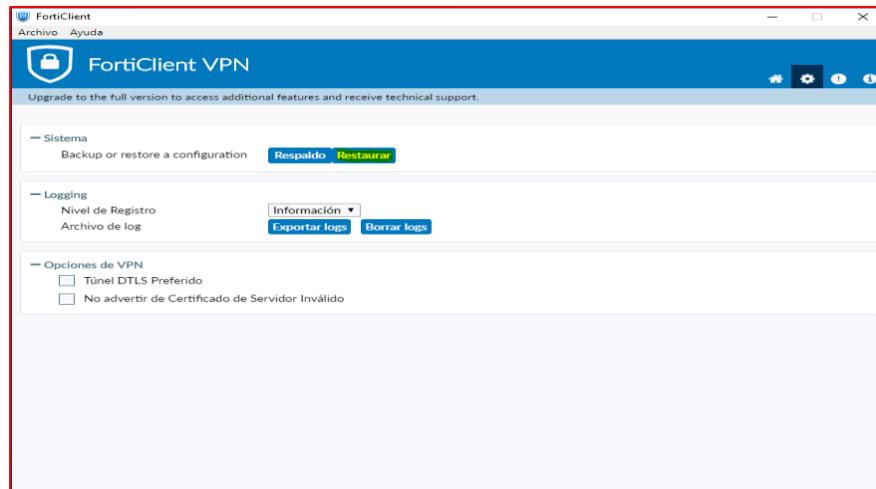 FortiClient
Archivo Ayuda
FortiClient VPN
Upgrade to the full version to access additional features and receive technical support.
Sistema
Backup or restore a configuration Respaldo Restaurar
Logging
Nivel de Registro Información
Archivo de log Exportar logs Borrar logs
Opciones de VPN
Túnel DTLS Preferido
No advertir de Certificado de Servidor Inválido